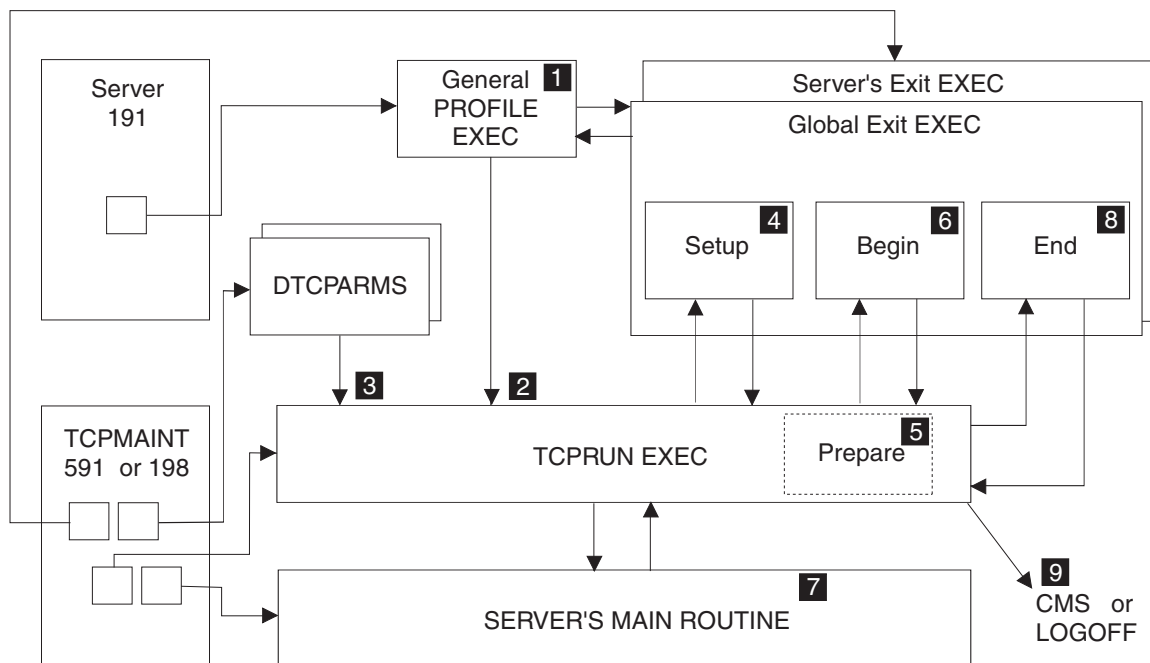 Server
191
General
PROFILE
EXEC
1
Server's Exit EXEC
Global Exit EXEC
Setup
4
Begin
6
End
8
DTCPARMS
3
2
TCPMAINT
591 or 198
TCPRUN EXEC
Prepare
5
SERVER'S MAIN ROUTINE
7
9
CMS or
LOGOFF